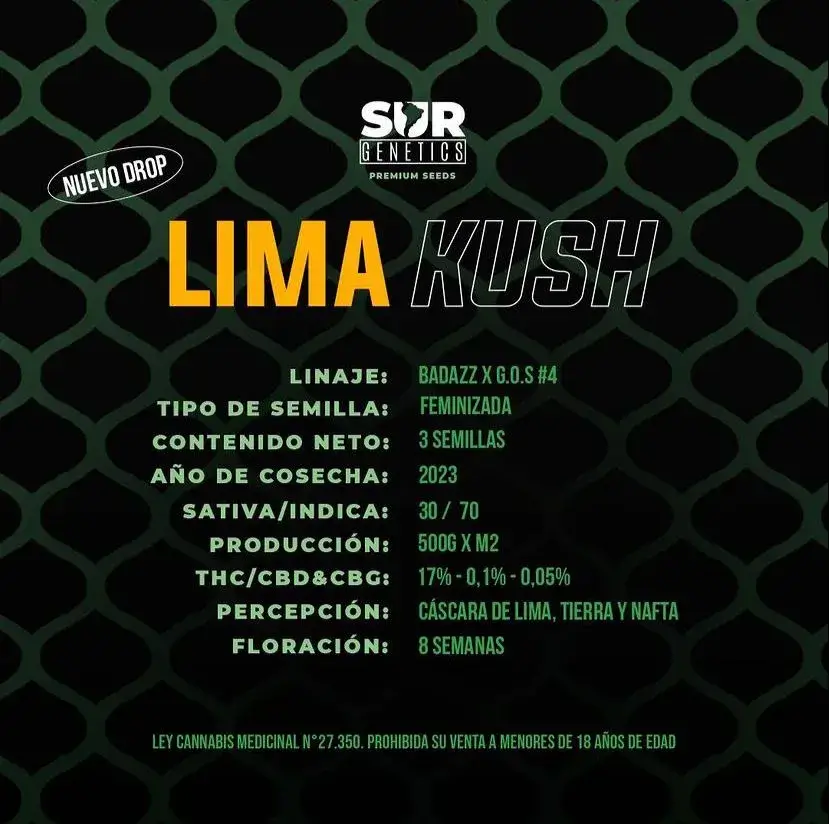 SUR
GENETICS
PREMIUM SEEDS
NUEVO DROP
LIMA KUSH
LINAJE: BADAZZ X G.O.S #4
TIPO DE SEMILLA: FEMINIZADA
CONTENIDO NETO: 3 SEMILLAS
AÑO DE COSECHA: 2023
SATIVA/INDICA: 30 / 70
PRODUCCIÓN: 500G X M2
THC/CBD&CBG: 17% - 0,1% - 0,05%
PERCEPCIÓN: CÁSCARA DE LIMA, TIERRA Y NAFTA
FLORACIÓN: 8 SEMANAS
LEY CANNABIS MEDICINAL N°27.350. PROHIBIDA SU VENTA A MENORES DE 18 AÑOS DE EDAD